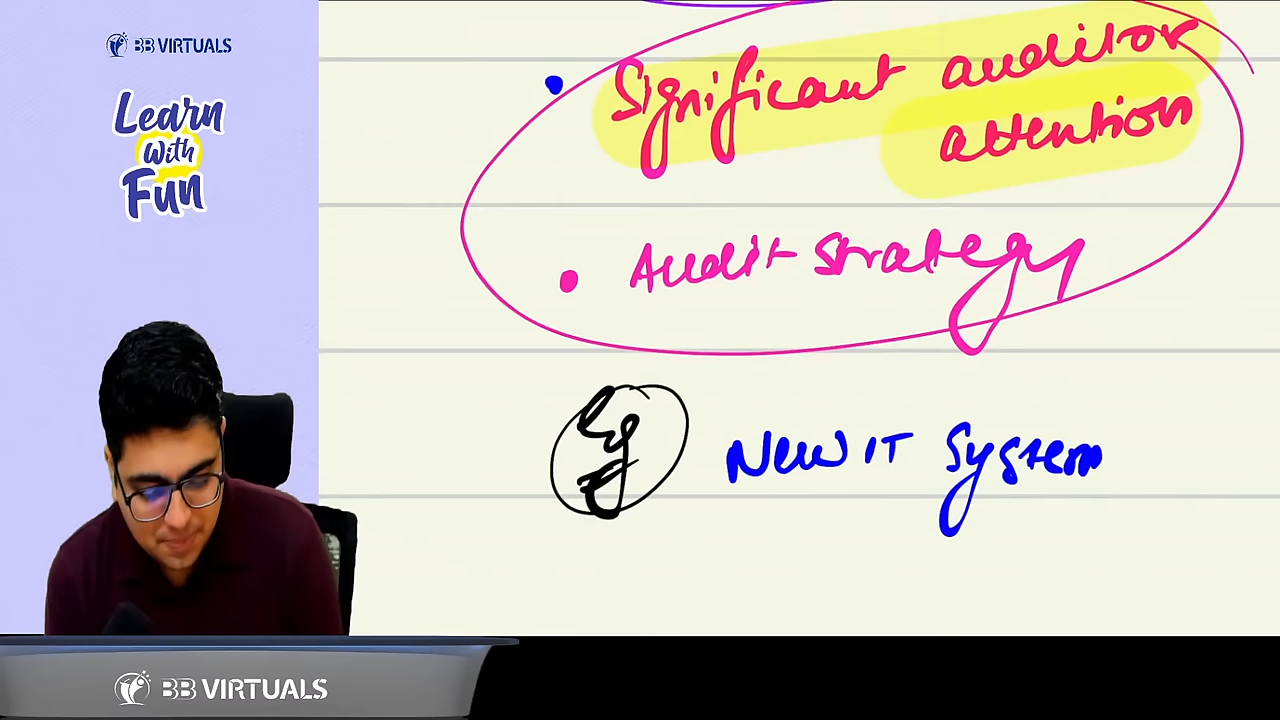 BB VIRTUALS
Learn
With
Fun
• Significant auditor
attention
• Audit strategy
Eg New IT System
BB VIRTUALS